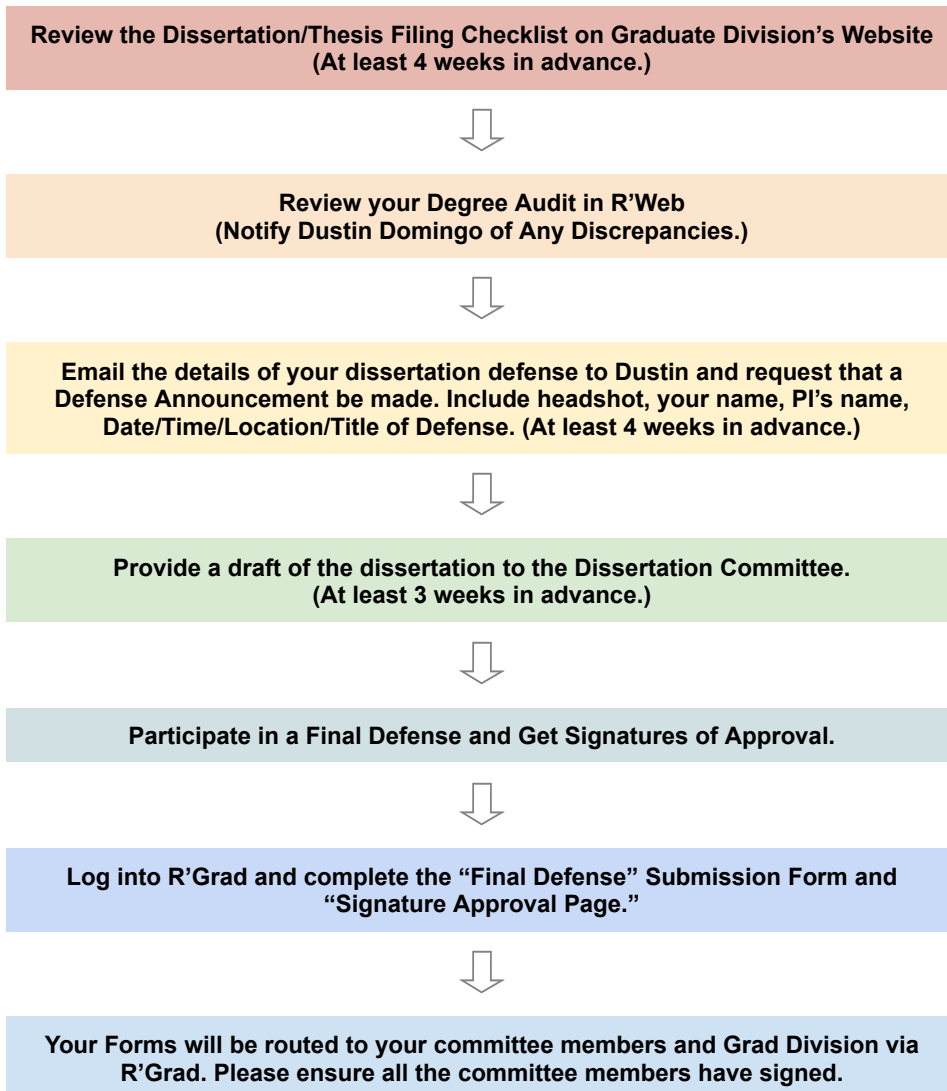 Review the Dissertation/Thesis Filing Checklist on Graduate Division’s Website
(At least 4 weeks in advance.)
Review your Degree Audit in R’Web
(Notify Dustin Domingo of Any Discrepancies.)
Email the details of your dissertation defense to Dustin and request that a
Defense Announcement be made. Include headshot, your name, PI’s name,
Date/Time/Location/Title of Defense. (At least 4 weeks in advance.)
Provide a draft of the dissertation to the Dissertation Committee.
(At least 3 weeks in advance.)
Participate in a Final Defense and Get Signatures of Approval.
Log into R’Grad and complete the “Final Defense” Submission Form and
“Signature Approval Page.”
Your Forms will be routed to your committee members and Grad Division via
R’Grad. Please ensure all the committee members have signed.